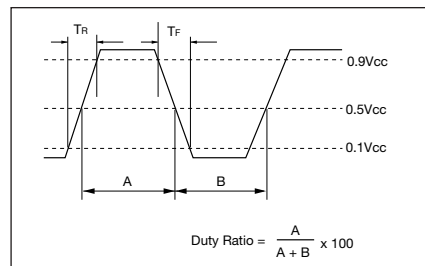 TR
TF
0.9Vcc
0.5Vcc
0.1Vcc
A
B
Duty Ratio = A / A + B x 100